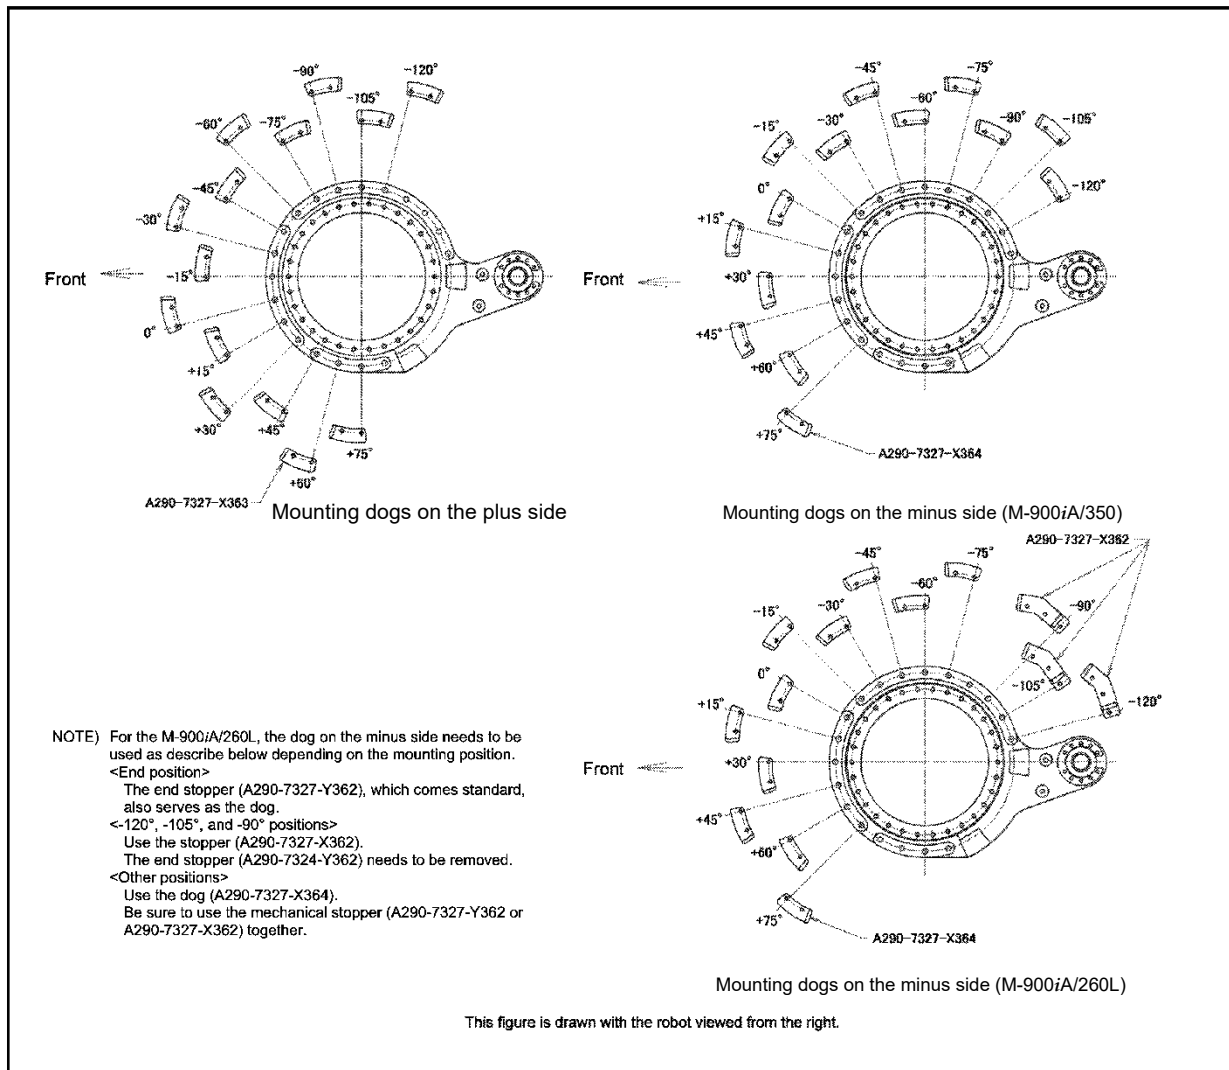 -90°
-120°
-105°
-60°
-75°
-45°
-30°
Front
-15°
0°
+15°
+30°
+45°
+75°
+60°
A290-7327-X363
Mounting dogs on the plus side
-45°
-75°
-60°
-15°
-30°
-90°
-105°
0°
-120°
+15°
Front
+30°
+45°
+60°
+75°
A290-7327-X364
Mounting dogs on the minus side (M-900iA/350)
A290-7327-X362
-45°
-75°
-60°
-15°
-30°
-90°
0°
-105°
-120°
+15°
Front
+30°
+45°
+60°
+75°
A290-7327-X364
Mounting dogs on the minus side (M-900iA/260L)
NOTE) For the M-900iA/260L, the dog on the minus side needs to be
used as describe below depending on the mounting position.
<End position>
The end stopper (A290-7327-Y362), which comes standard,
also serves as the dog.
<-120°, -105°, and -90° positions>
Use the stopper (A290-7327-X362).
The end stopper (A290-7324-Y362) needs to be removed.
<Other positions>
Use the dog (A290-7327-X364).
Be sure to use the mechanical stopper (A290-7327-Y362 or
A290-7327-X362) together.
This figure is drawn with the robot viewed from the right.